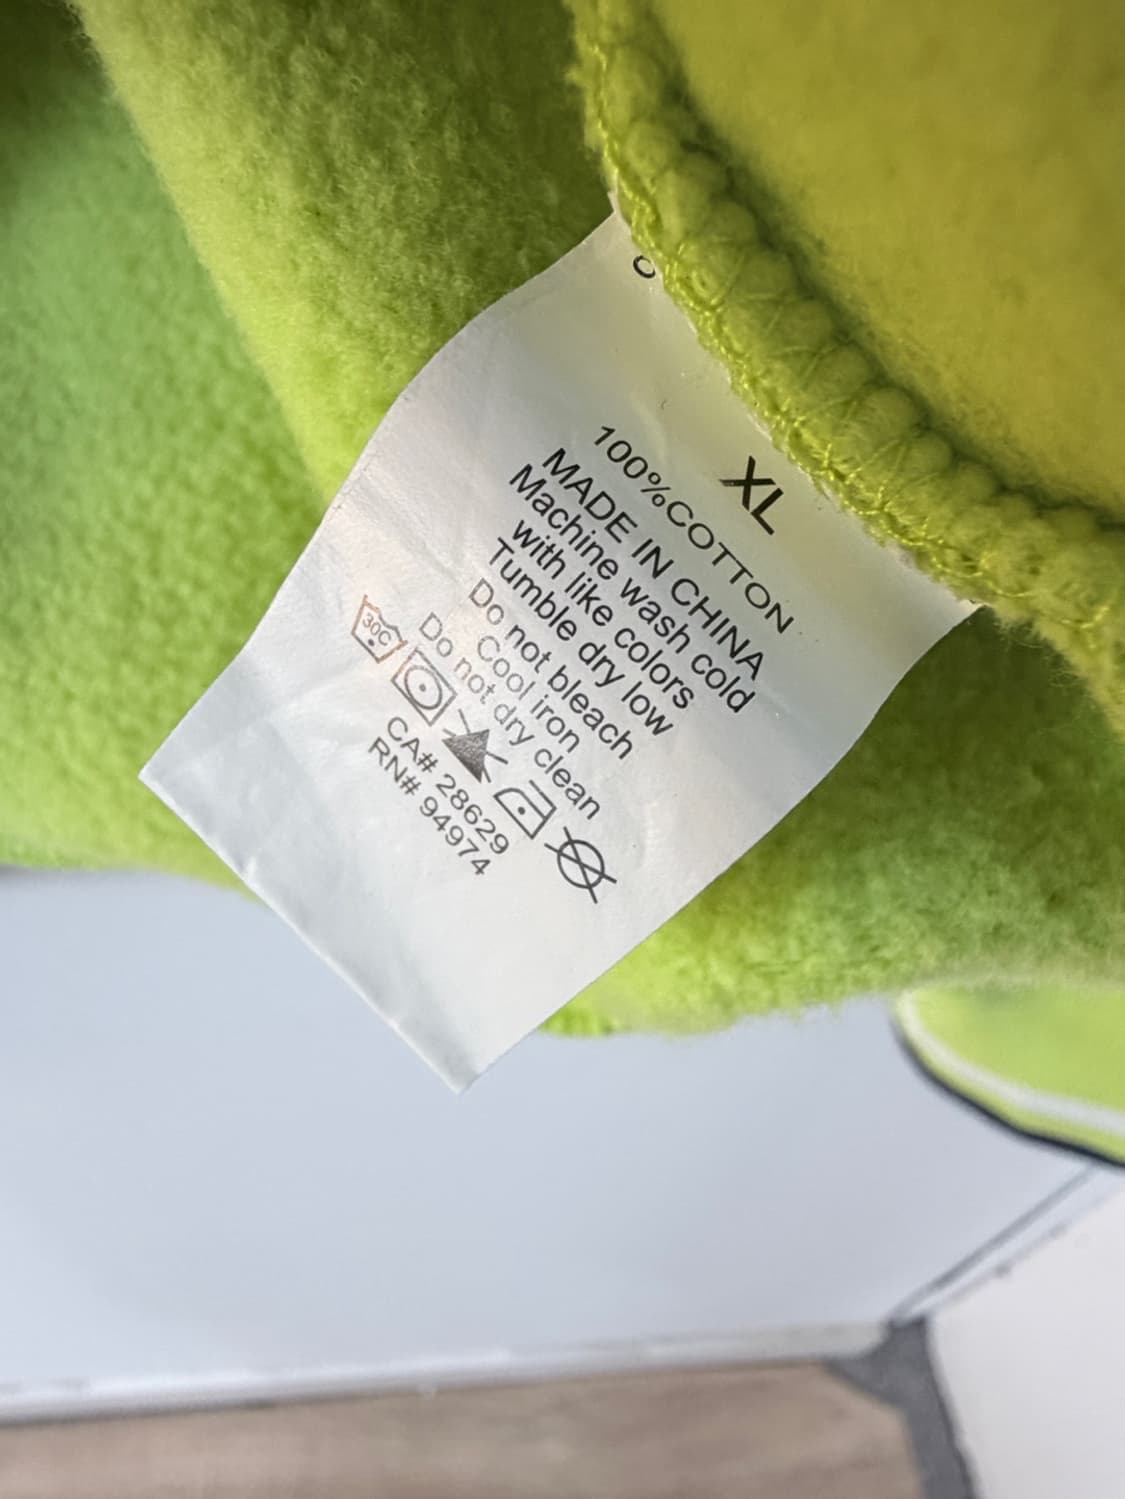 XL
100%COTTON
MADE IN CHINA
Machine wash cold
with like colors
Tumble dry low
Do not bleach
Cool iron
Do not dry clean
30C
CA# 28629
RN# 94974